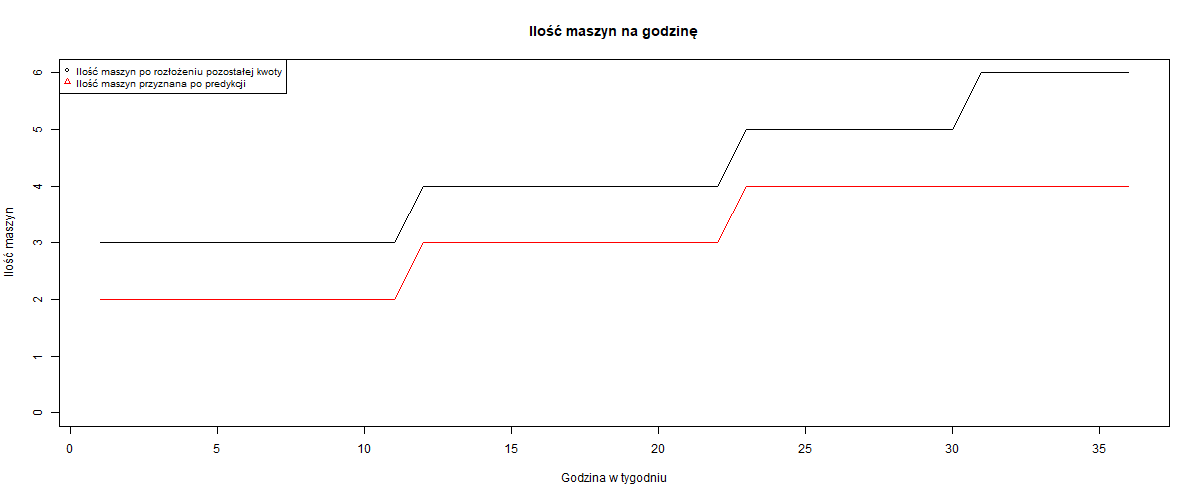 Ilość maszyn na godzinę
Ilość maszyn po rozłożeniu pozostałej kwoty
Ilość maszyn przyznana po predykcji
6
5
4
3
2
1
0
Ilość maszyn
0 5 10 15 20 25 30 35
Godzina w tygodniu